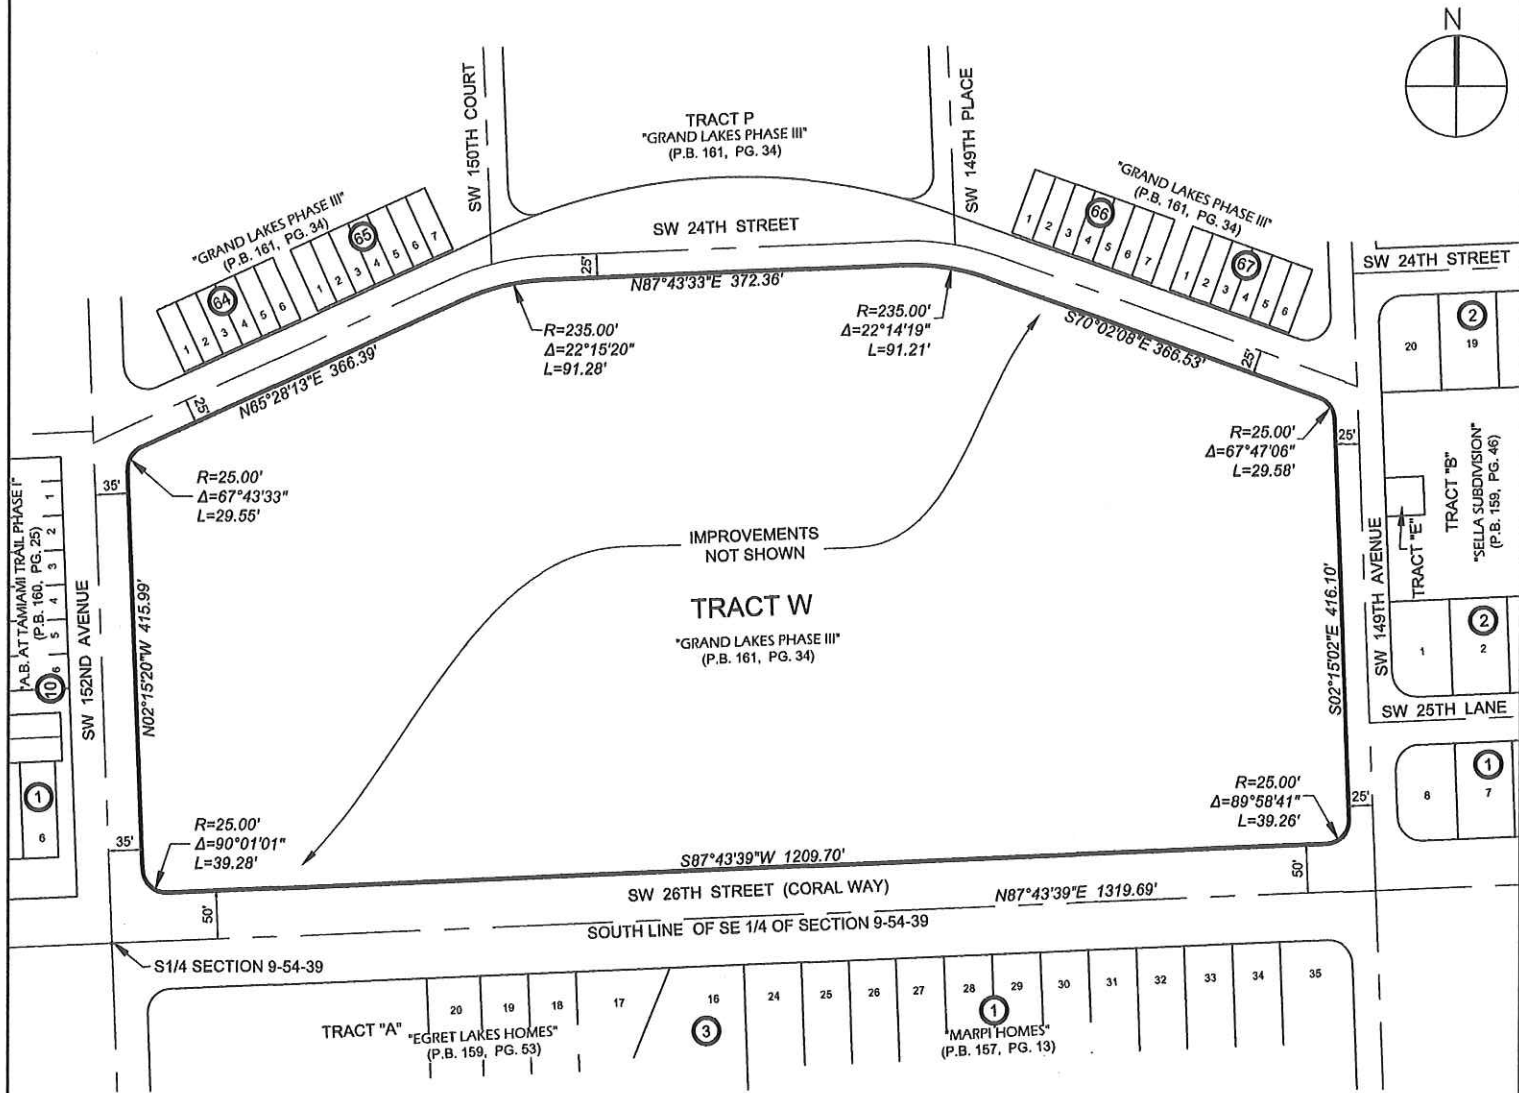 N
SW 150TH COURT
TRACT P
"GRAND LAKES PHASE III"
(P.B. 161, PG. 34)
SW 149TH PLACE
"GRAND LAKES PHASE III"
(P.B. 161, PG. 34)
64
1
2
3
4
5
6
65
1
2
3
4
5
6
7
SW 24TH STREET
"GRAND LAKES PHASE III"
(P.B. 161, PG. 34)
66
1
2
3
4
5
6
7
67
1
2
3
4
5
6
SW 24TH STREET
25'
N87°43'33"E 372.36'
R=235.00'
Δ=22°15'20"
L=91.28'
R=235.00'
Δ=22°14'19"
L=91.21'
S70°02'08"E 366.53'
25'
N65°28'13"E 366.39'
25'
2
20
19
R=25.00'
Δ=67°43'33"
L=29.55'
35'
R=25.00'
Δ=67°47'06"
L=29.58'
25'
"A.B. AT TAMIAMI TRAIL PHASE I"
(P.B. 160, PG. 25)
1
2
3
4
5
6
10
SW 152ND AVENUE
N02°15'20"W 415.99'
IMPROVEMENTS
NOT SHOWN
TRACT W
"GRAND LAKES PHASE III"
(P.B. 161, PG. 34)
S02°15'02"E 416.10'
SW 149TH AVENUE
TRACT "E"
TRACT "B"
"SELLA SUBDIVISION"
(P.B. 159, PG. 46)
2
1
2
SW 25TH LANE
1
8
7
1
6
35'
R=25.00'
Δ=90°01'01"
L=39.28'
R=25.00'
Δ=89°58'41"
L=39.26'
25'
S87°43'39"W 1209.70'
50'
50'
SW 26TH STREET (CORAL WAY)
N87°43'39"E 1319.69'
SOUTH LINE OF SE 1/4 OF SECTION 9-54-39
S1/4 SECTION 9-54-39
TRACT "A"
20
19
18
17
16
"EGRET LAKES HOMES"
(P.B. 159, PG. 53)
3
24
25
26
27
28
29
30
31
32
33
34
35
1
"MARPI HOMES"
(P.B. 157, PG. 13)